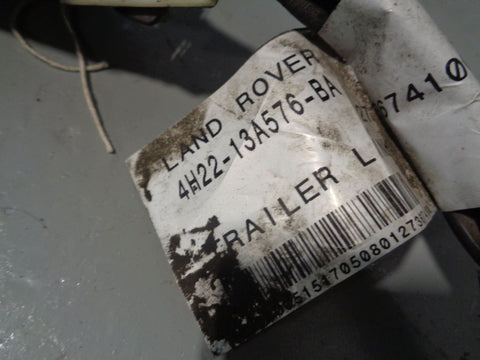 LAND ROVER
4H22-13A576-BA
RAILER L
67410